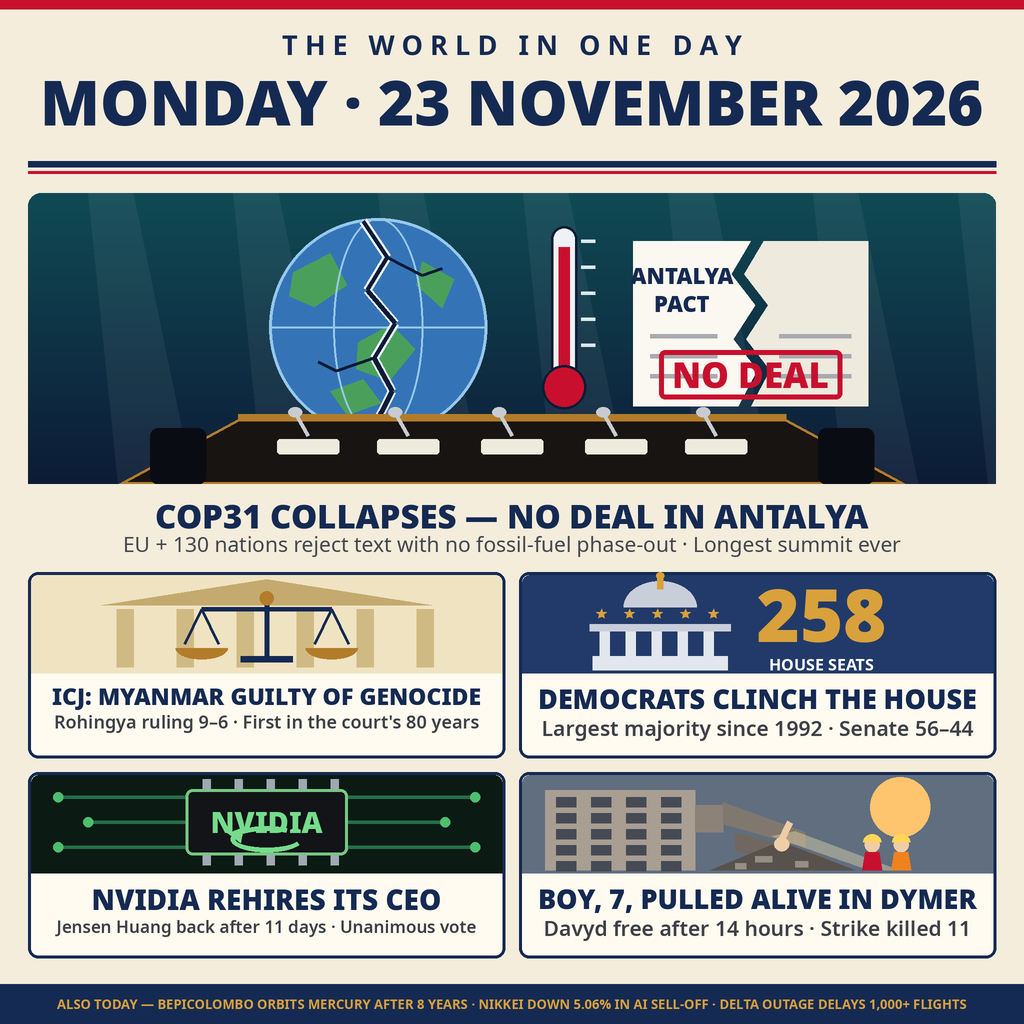 THE WORLD IN ONE DAY
MONDAY · 23 NOVEMBER 2026
ANTALYA
PACT
NO DEAL
COP31 COLLAPSES — NO DEAL IN ANTALYA
EU + 130 nations reject text with no fossil-fuel phase-out · Longest summit ever
ICJ: MYANMAR GUILTY OF GENOCIDE
Rohingya ruling 9–6 · First in the court's 80 years
258
HOUSE SEATS
DEMOCRATS CLINCH THE HOUSE
Largest majority since 1992 · Senate 56–44
NVIDIA
NVIDIA REHIRES ITS CEO
Jensen Huang back after 11 days · Unanimous vote
BOY, 7, PULLED ALIVE IN DYMER
Davyd free after 14 hours · Strike killed 11
ALSO TODAY — BEPICOLOMBO ORBITS MERCURY AFTER 8 YEARS · NIKKEI DOWN 5.06% IN AI SELL-OFF · DELTA OUTAGE DELAYS 1,000+ FLIGHTS